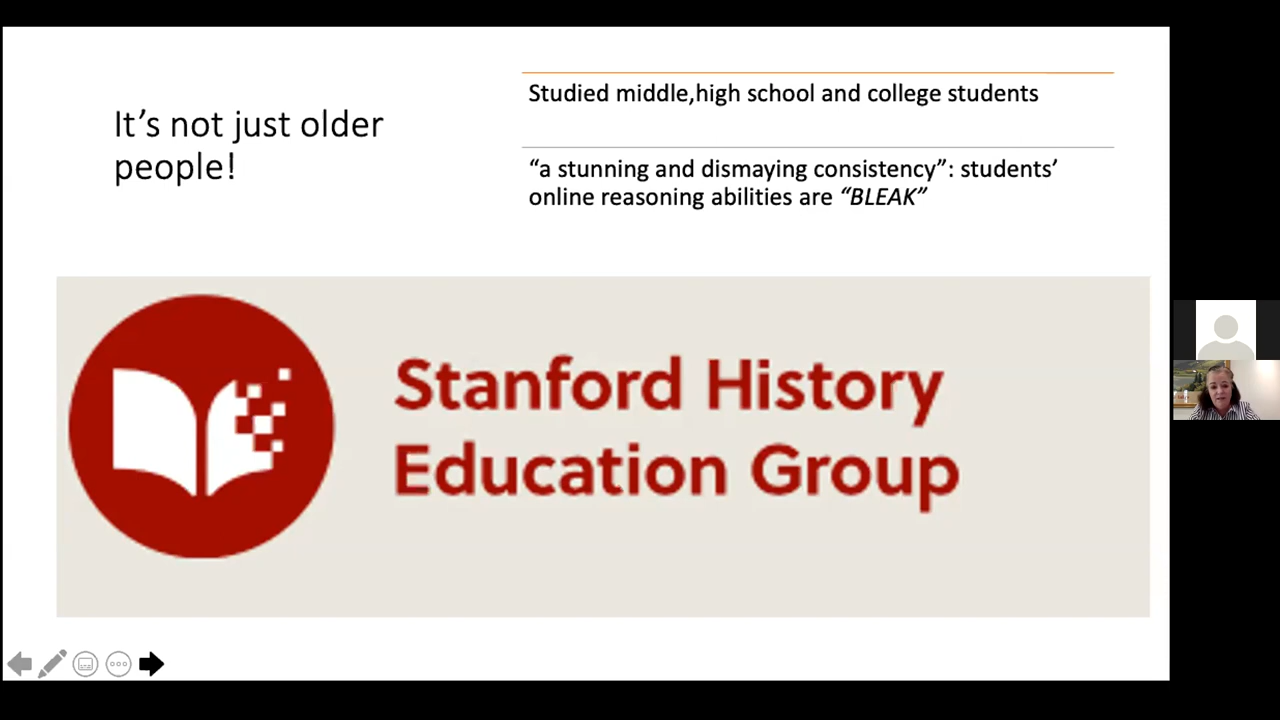 It’s not just older
people!
Studied middle,high school and college students
“a stunning and dismaying consistency”: students’
online reasoning abilities are “BLEAK”
Stanford History
Education Group